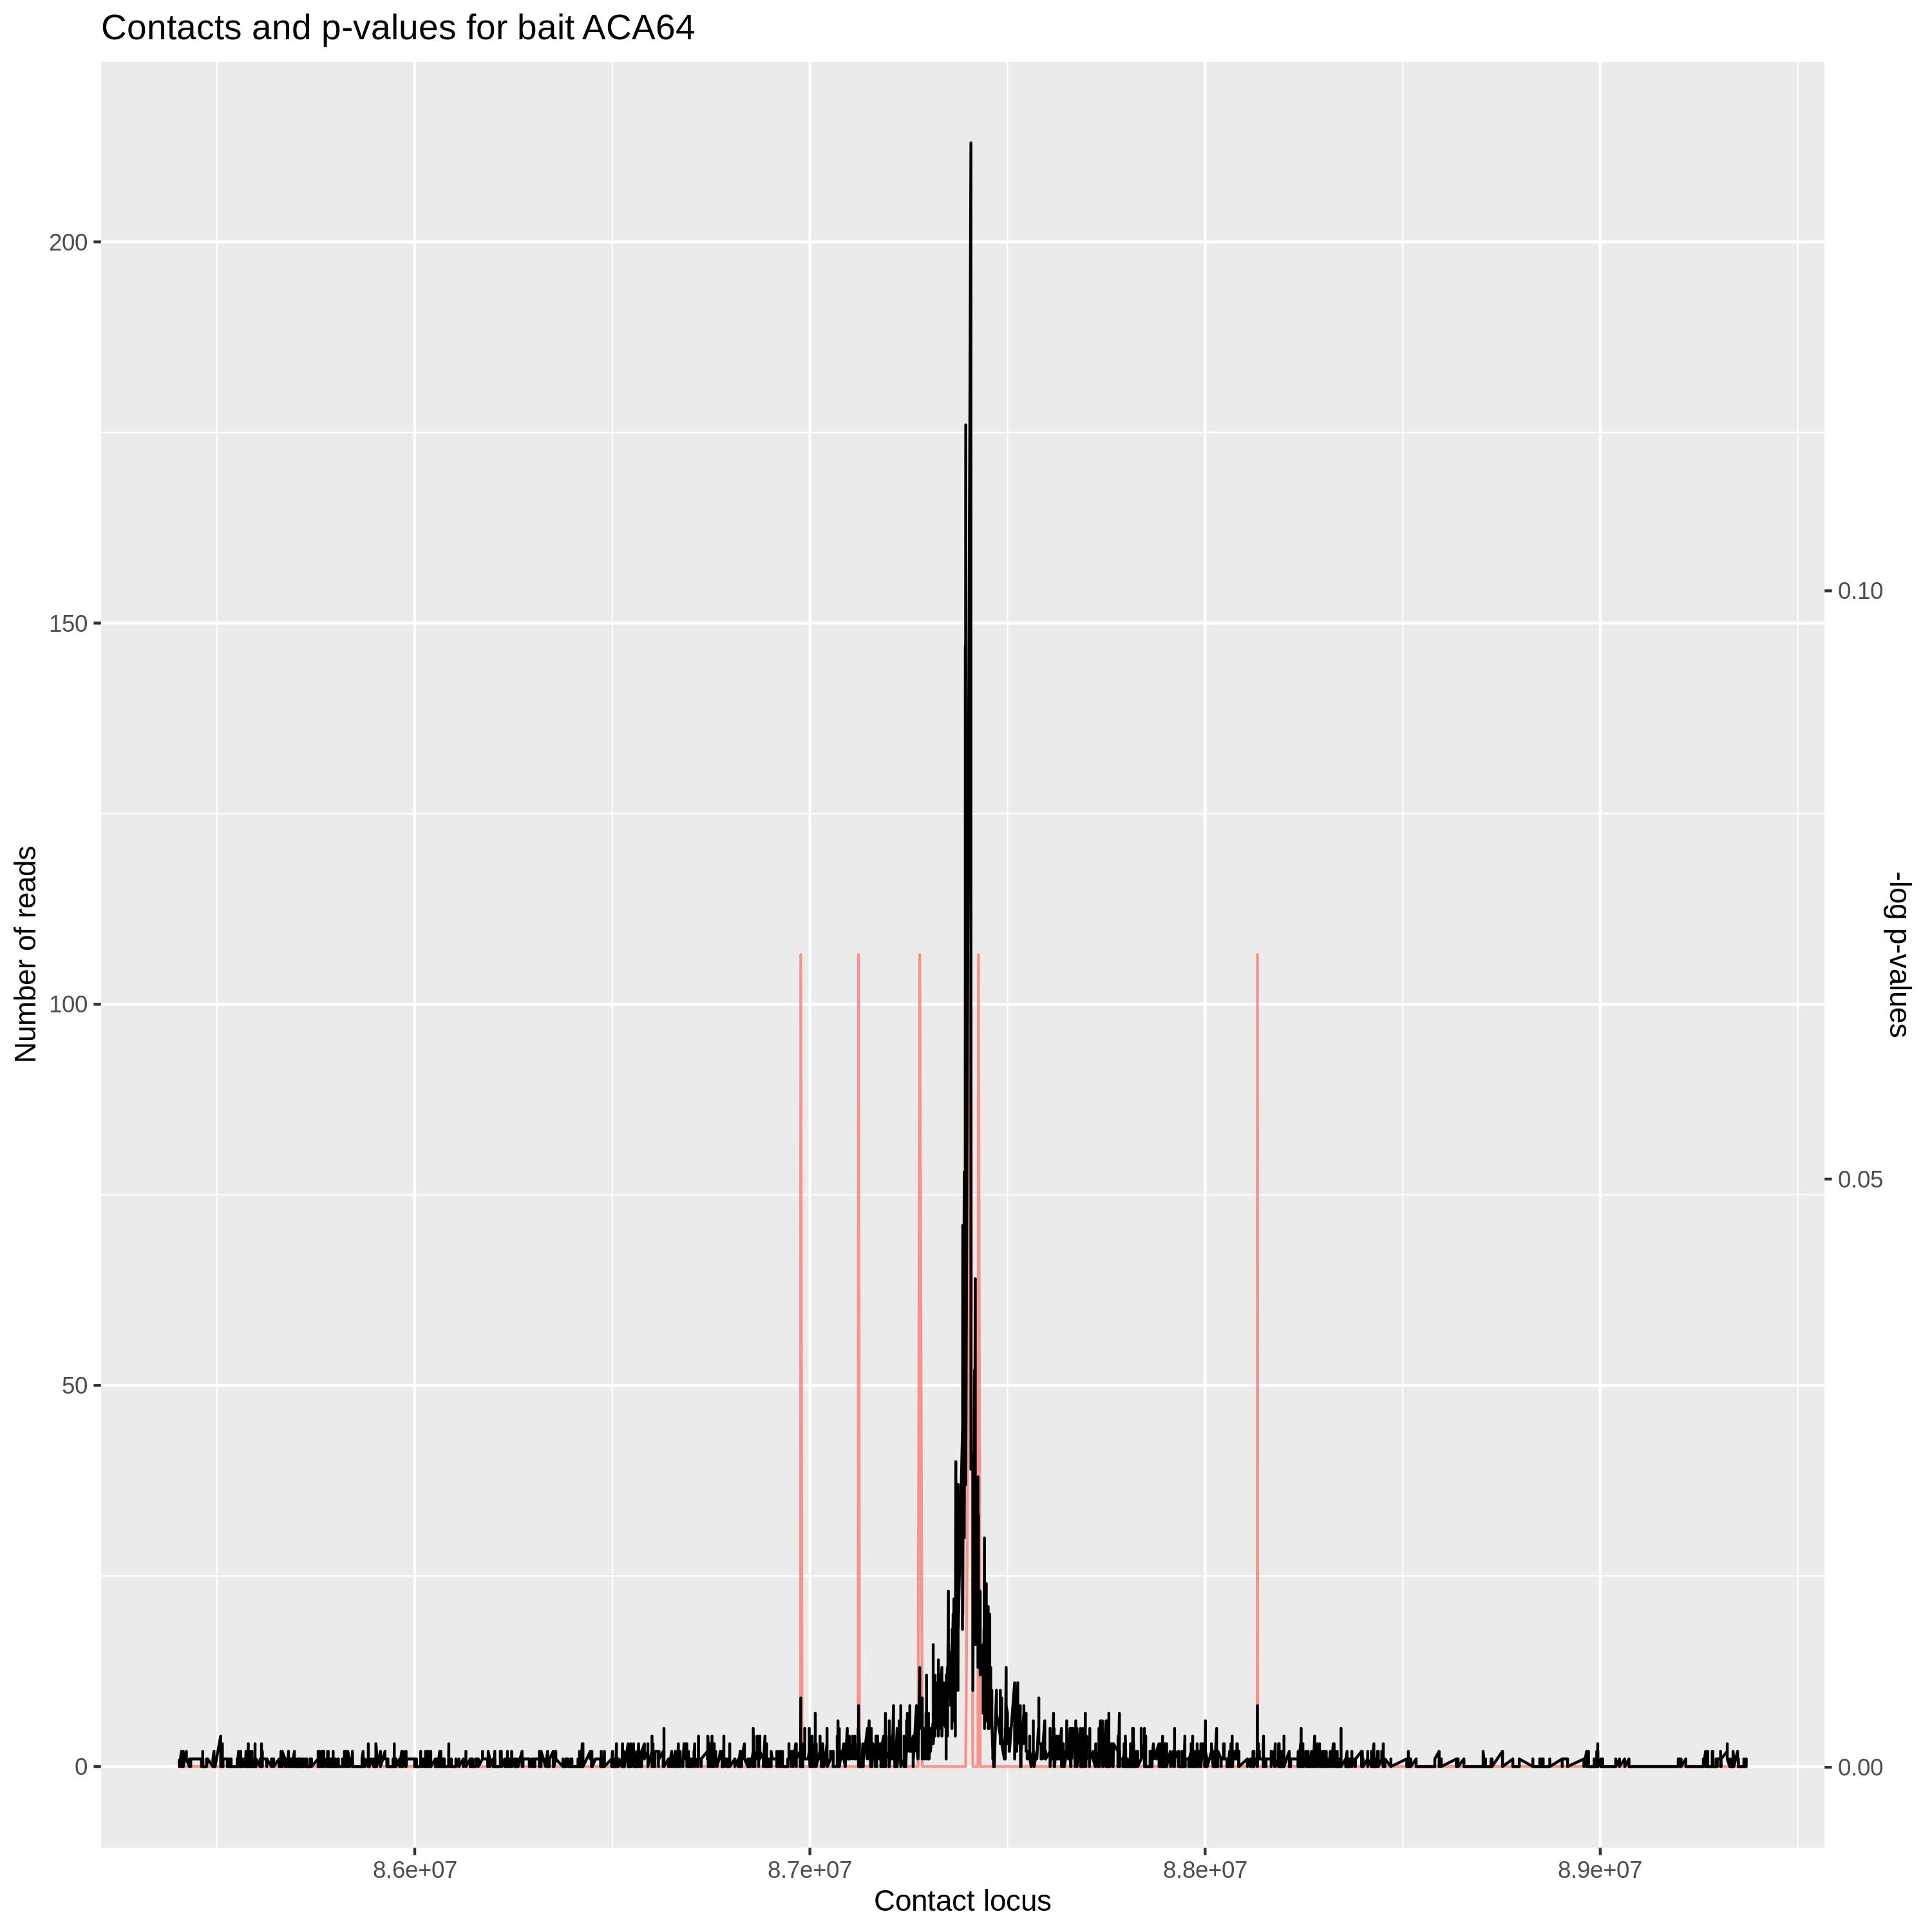 Contacts and p-values for bait ACA64
200
150
100
50
0
Number of reads
0.10
0.05
0.00
-log p-values
8.6e+07
8.7e+07
8.8e+07
8.9e+07
Contact locus